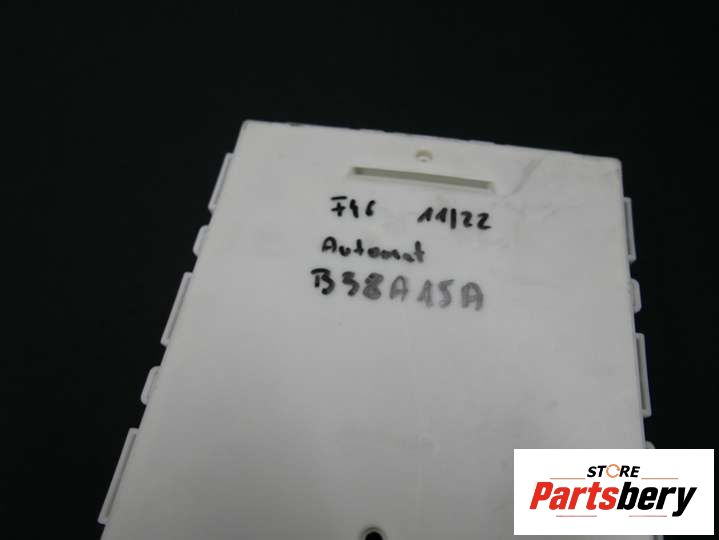 F46 11/22
Automat
B38A15A
STORE
Partsbery